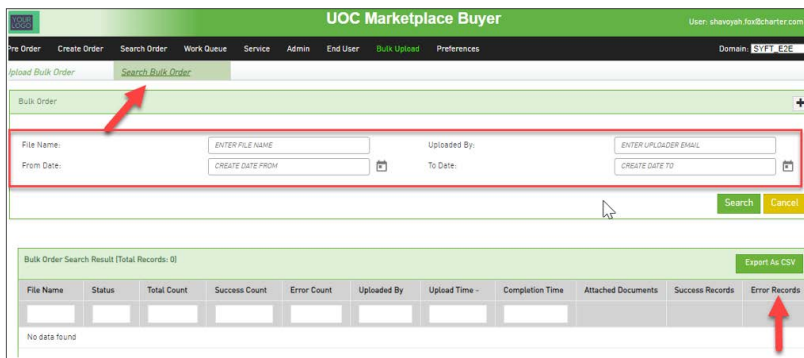 YOUR LOGO
UOC Marketplace Buyer
User: shavoyah.fox@charter.com
Pre Order Create Order Search Order Work Queue Service Admin End User Bulk Upload Preferences Domain: SYFT_E2E
Upload Bulk Order Search Bulk Order
Bulk Order +
File Name: ENTER FILE NAME Uploaded By: ENTER UPLOADER EMAIL
From Date: CREATE DATE FROM To Date: CREATE DATE TO
Search Cancel
Bulk Order Search Result (Total Records: 0) Export As CSV
File Name Status Total Count Success Count Error Count Uploaded By Upload Time - Completion Time Attached Documents Success Records Error Records
No data found